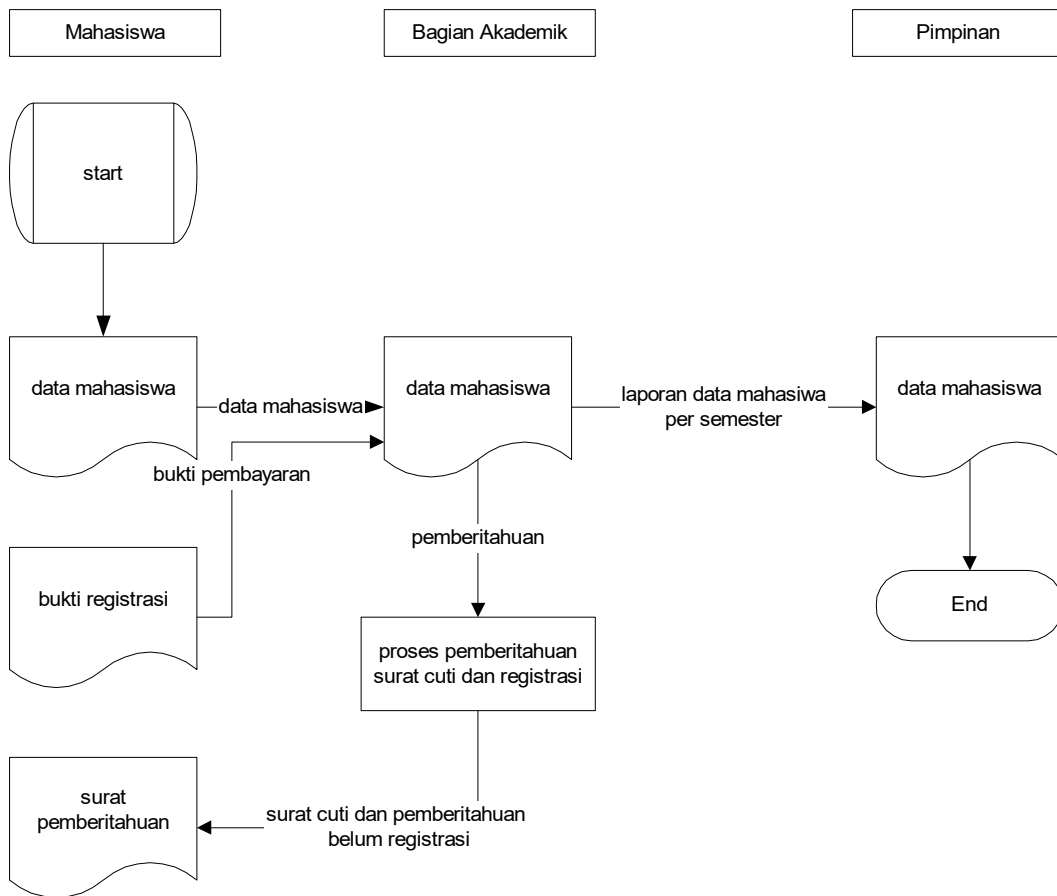 Mahasiswa
Bagian Akademik
Pimpinan
start
data mahasiswa
data mahasiswa
data mahasiswa
laporan data mahasiwa
per semester
data mahasiswa
bukti pembayaran
pemberitahuan
bukti registrasi
End
proses pemberitahuan
surat cuti dan registrasi
surat
pemberitahuan
surat cuti dan pemberitahuan
belum registrasi